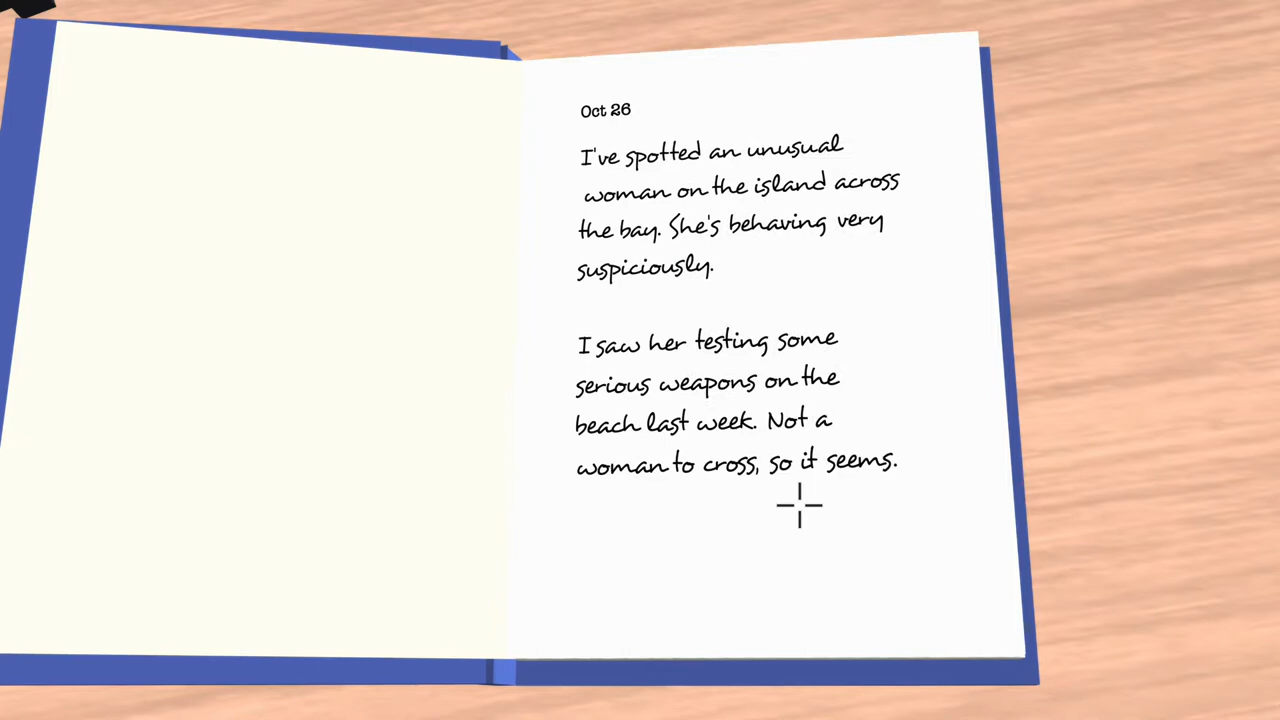 Oct 26
I've spotted an unusual
woman on the island across
the bay. She's behaving very
suspiciously.
I saw her testing some
serious weapons on the
beach last week. Not a
woman to cross, so it seems.